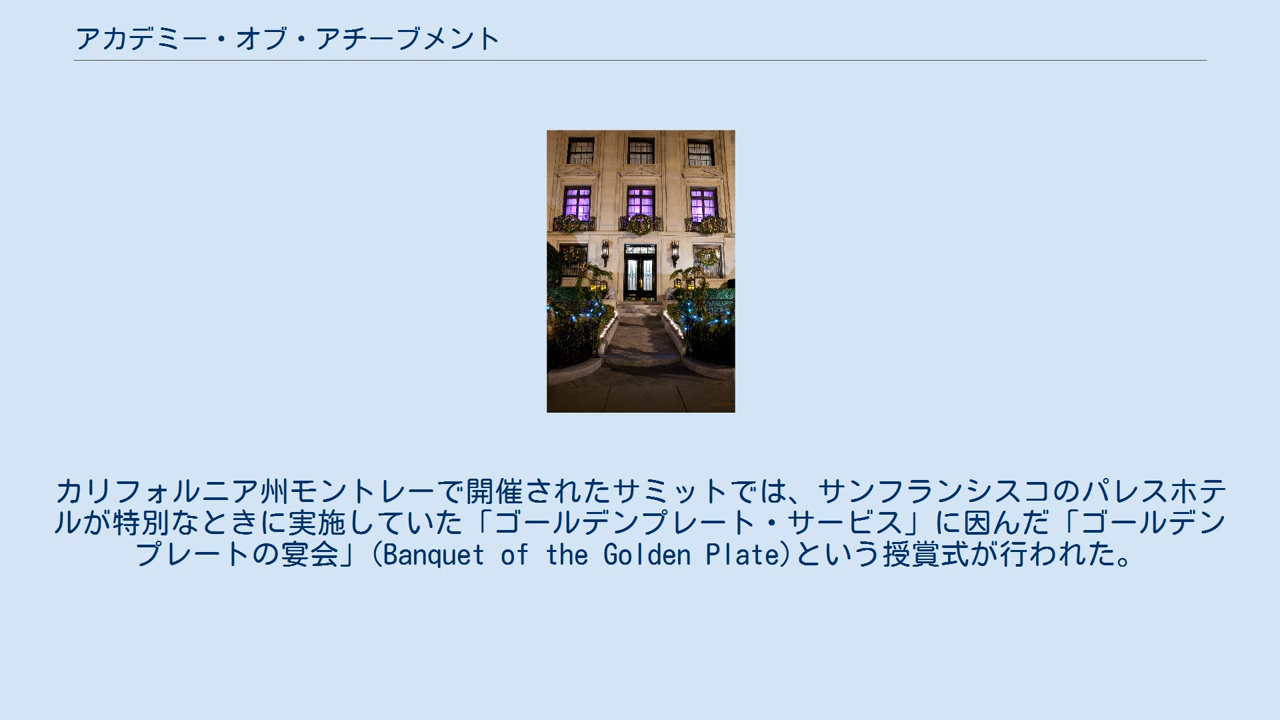 アカデミー・オブ・アチーブメント
カリフォルニア州モントレーで開催されたサミットでは、サンフランシスコのパレスホテ
ルが特別なときに実施していた「ゴールデンプレート・サービス」に因んだ「ゴールデン
プレートの宴会」(Banquet of the Golden Plate)という授賞式が行われた。